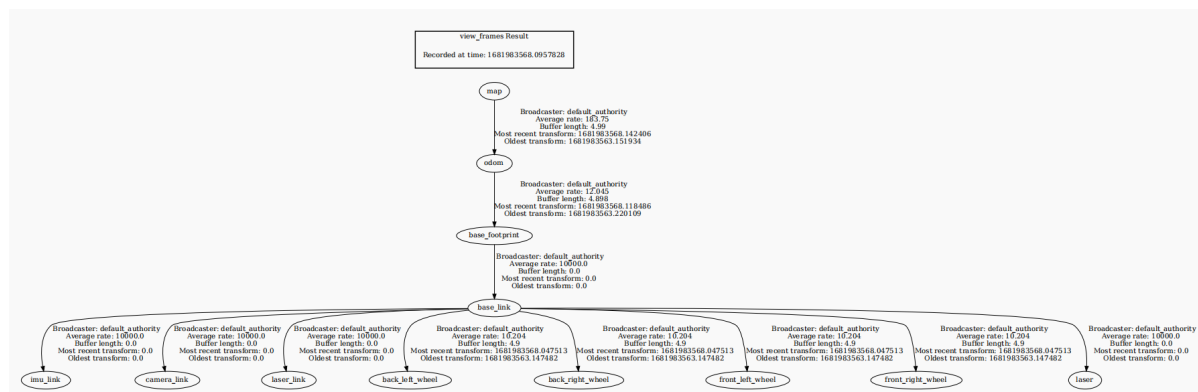 view_frames Result
Recorded at time: 1681983568.0957828
map
Broadcaster: default_authority
Average rate: 183.75
Buffer length: 4.99
Most recent transform: 1681983568.142406
Oldest transform: 1681983563.151934
odom
Broadcaster: default_authority
Average rate: 12.045
Buffer length: 4.898
Most recent transform: 1681983568.118486
Oldest transform: 1681983563.220109
base_footprint
Broadcaster: default_authority
Average rate: 10000.0
Buffer length: 0.0
Most recent transform: 0.0
Oldest transform: 0.0
base_link
Broadcaster: default_authority
Average rate: 10000.0
Buffer length: 0.0
Most recent transform: 0.0
Oldest transform: 0.0
Broadcaster: default_authority
Average rate: 10000.0
Buffer length: 0.0
Most recent transform: 0.0
Oldest transform: 0.0
Broadcaster: default_authority
Average rate: 10000.0
Buffer length: 0.0
Most recent transform: 0.0
Oldest transform: 0.0
Broadcaster: default_authority
Average rate: 10.204
Buffer length: 4.9
Most recent transform: 1681983568.047513
Oldest transform: 1681983563.147482
Broadcaster: default_authority
Average rate: 10.204
Buffer length: 4.9
Most recent transform: 1681983568.047513
Oldest transform: 1681983563.147482
Broadcaster: default_authority
Average rate: 10.204
Buffer length: 4.9
Most recent transform: 1681983568.047513
Oldest transform: 1681983563.147482
Broadcaster: default_authority
Average rate: 10.204
Buffer length: 4.9
Most recent transform: 1681983568.047513
Oldest transform: 1681983563.147482
Broadcaster: default_authority
Average rate: 10000.0
Buffer length: 0.0
Most recent transform: 0.0
Oldest transform: 0.0
imu_link
camera_link
laser_link
back_left_wheel
back_right_wheel
front_left_wheel
front_right_wheel
laser